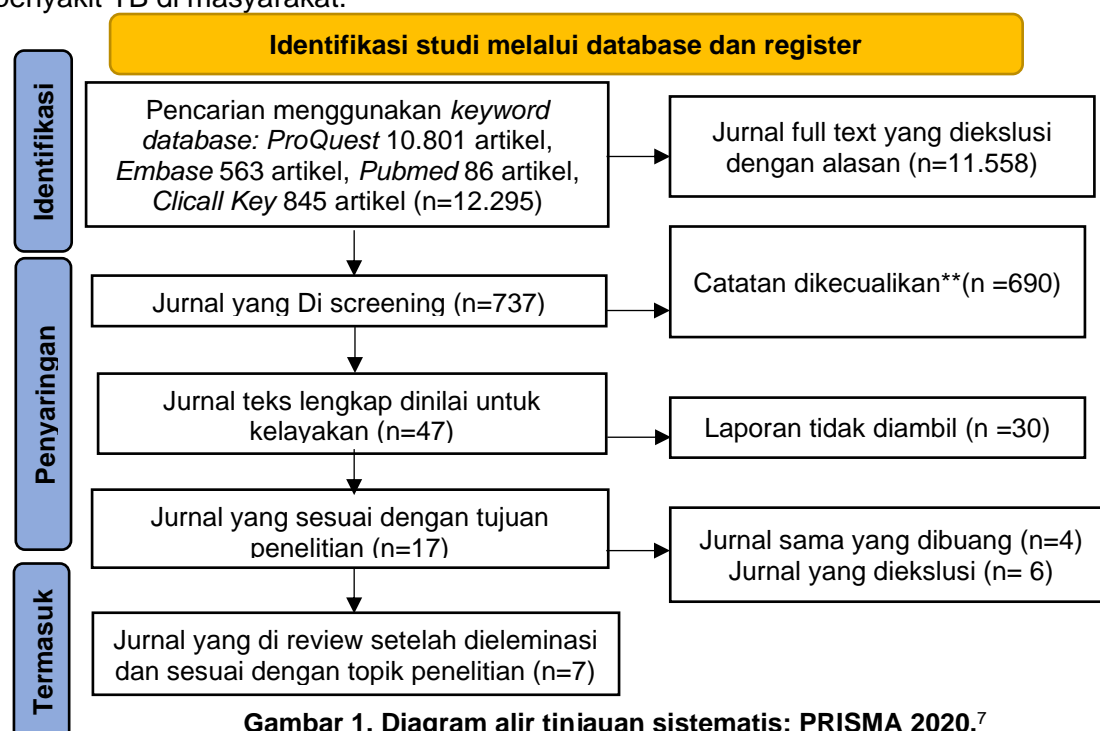 penyakit TB di masyarakat.
Identifikasi studi melalui database dan register
Identifikasi
Pencarian menggunakan keyword
database: ProQuest 10.801 artikel,
Embase 563 artikel, Pubmed 86 artikel,
Clicall Key 845 artikel (n=12.295)
Jurnal full text yang diekslusi
dengan alasan (n=11.558)
Penyaringan
Jurnal yang Di screening (n=737)
Catatan dikecualikan**(n =690)
Jurnal teks lengkap dinilai untuk
kelayakan (n=47)
Laporan tidak diambil (n =30)
Jurnal yang sesuai dengan tujuan
penelitian (n=17)
Jurnal sama yang dibuang (n=4)
Jurnal yang diekslusi (n= 6)
Termasuk
Jurnal yang di review setelah dieleminasi
dan sesuai dengan topik penelitian (n=7)
Gambar 1. Diagram alir tinjauan sistematis: PRISMA 2020.⁷